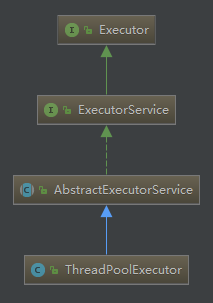 I Executor
I ExecutorService
C AbstractExecutorService
C ThreadPoolExecutor